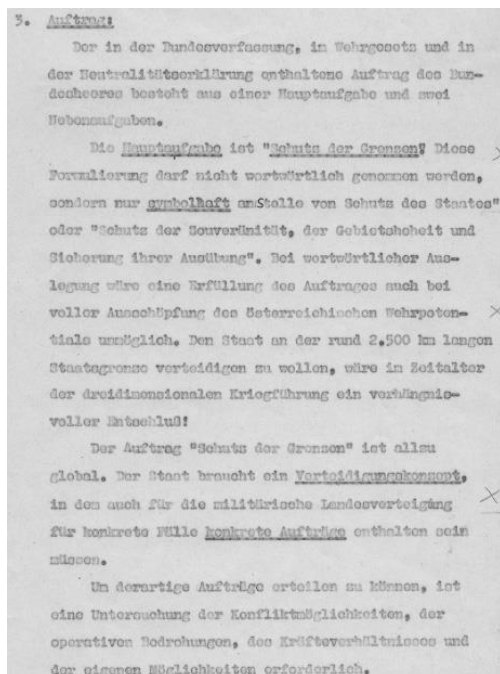 3. Auftrag:
Der in der Bundesverfassung, im Wehrgesetz und in
der Neutralitätserklärung enthaltene Auftrag des Bun-
desheeres besteht aus einer Hauptaufgabe und zwei
Nebenaufgaben.
Die Hauptaufgabe ist "Schutz der Grenzen". Diese
Formulierung darf nicht wortwörtlich genommen werden,
sondern nur symbolhaft anstelle von Schutz des Staates"
oder "Schutz der Souveränität, der Gebietshoheit und
Sicherung ihrer Ausübung". Bei wortwörtlicher Aus-
legung wäre eine Erfüllung des Auftrages auch bei
voller Ausschöpfung des österreichischen Wehrpoten-
tials unmöglich. Den Staat an der rund 2.500 km langen
Staatsgrenze verteidigen zu wollen, wäre im Zeitalter
der dreidimensionalen Kriegführung ein verhängnis-
voller Entschluß!
Der Auftrag "Schutz der Grenzen" ist allzu
global. Der Staat braucht ein Verteidigungskonzept,
in dem auch für die militärische Landesverteigung
für konkrete Fälle konkrete Aufträge enthalten sein
müssen.
Um derartige Aufträge erteilen zu können, ist
eine Untersuchung der Konfliktmöglichkeiten, der
operativen Bedrohungen, des Kräfteverhältnisses und
der eigenen Möglichkeiten erforderlich.